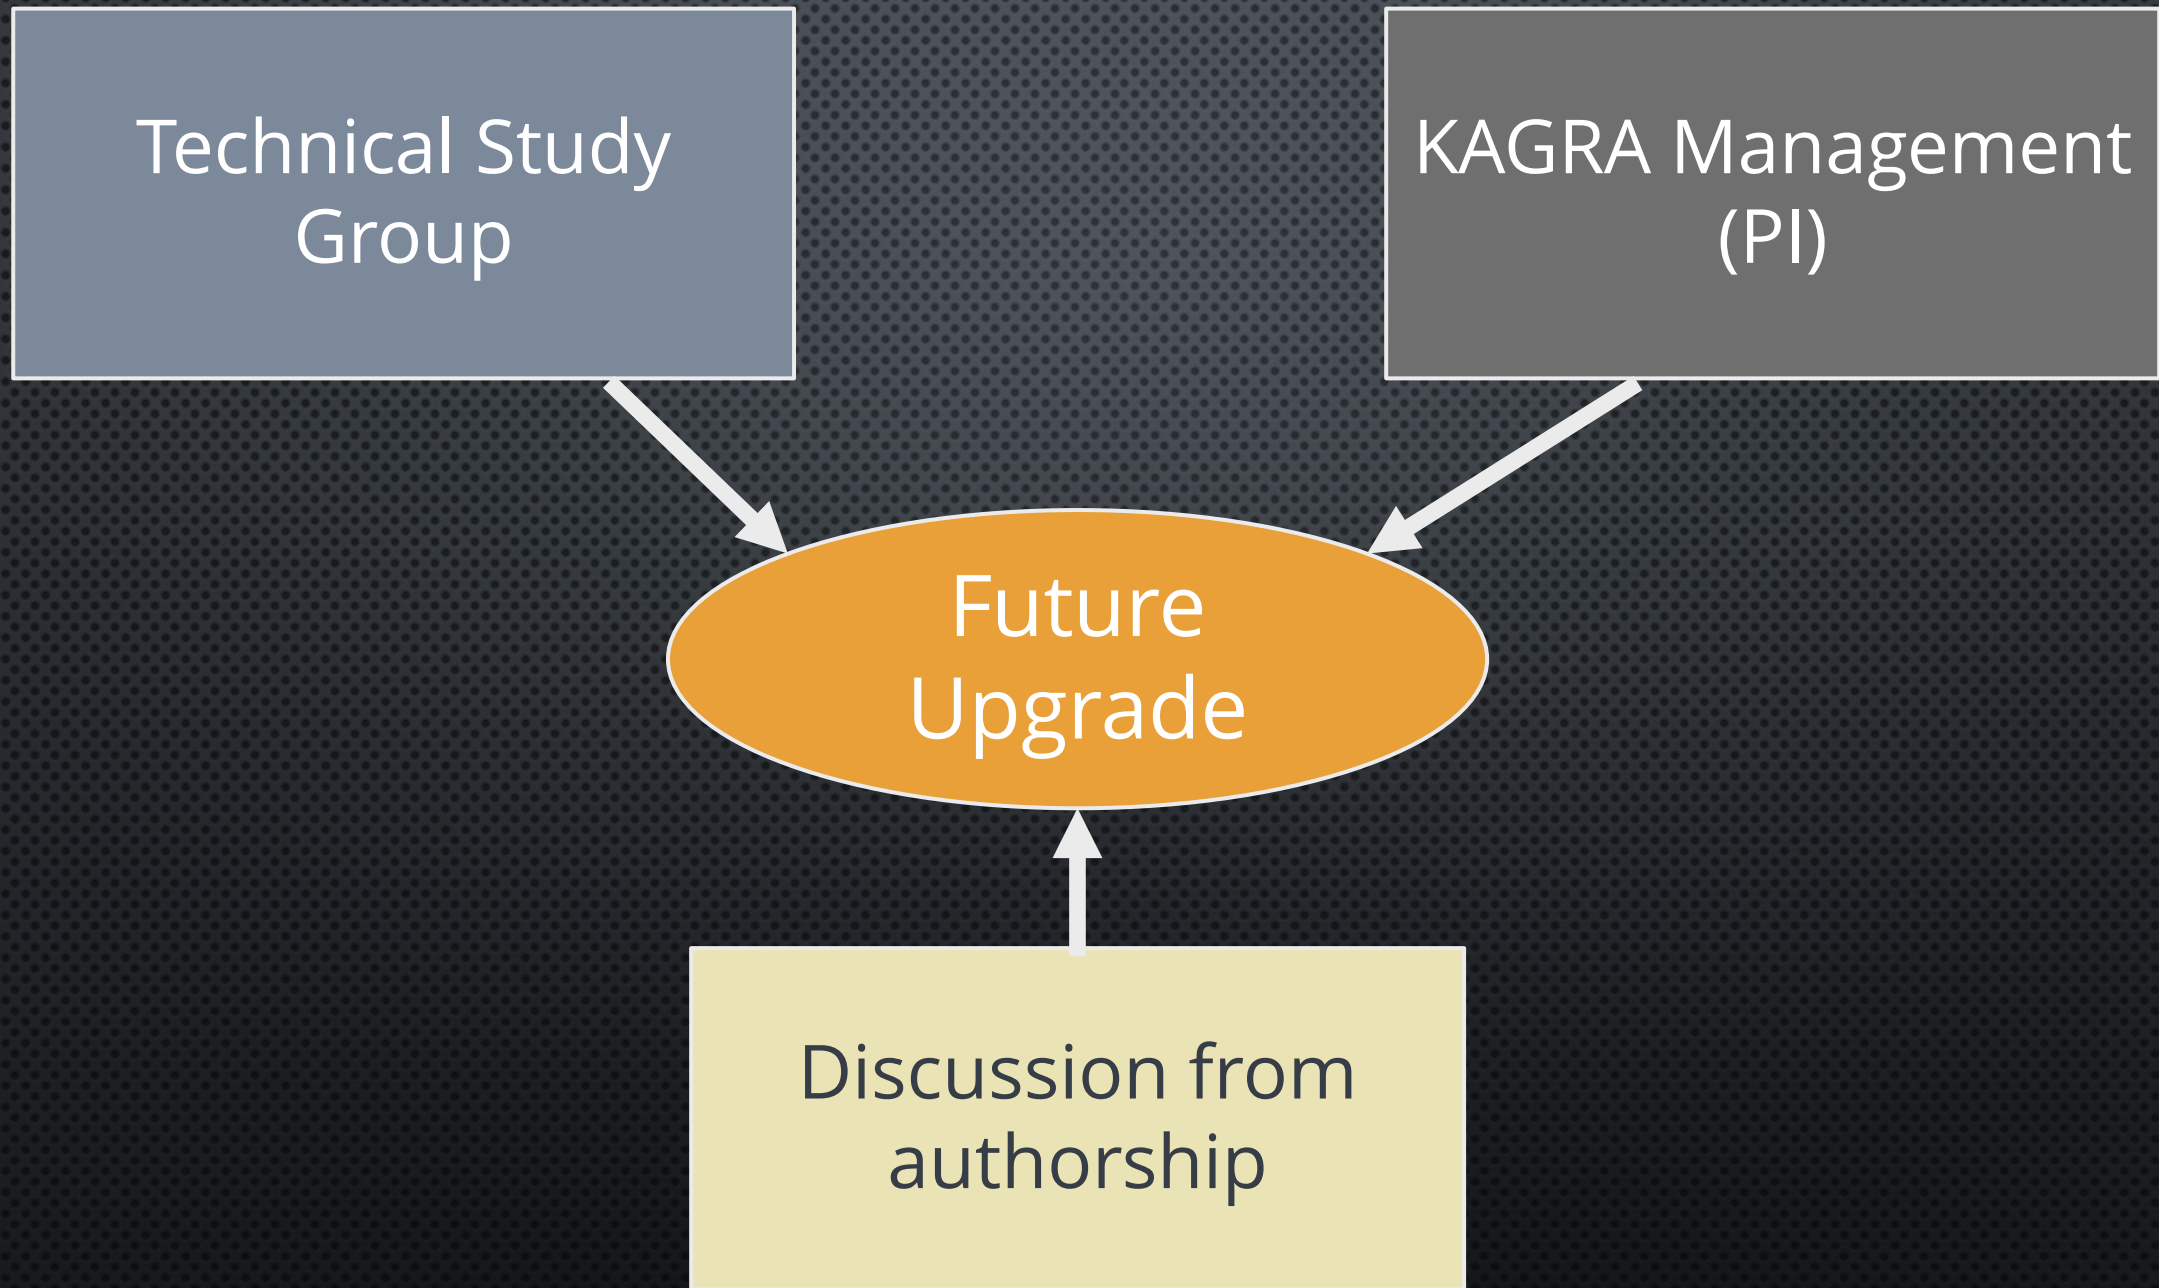 Technical Study
Group
KAGRA Management
(PI)
Future
Upgrade
Discussion from
authorship